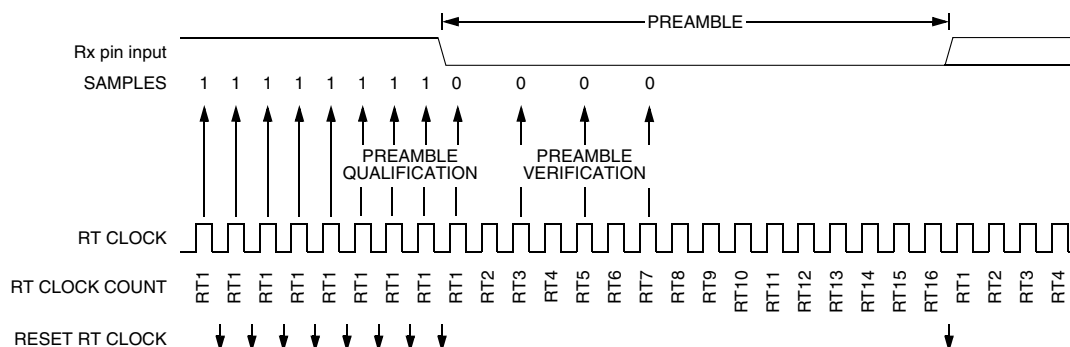 PREAMBLE
Rx pin input
SAMPLES 1 1 1 1 1 1 1 1 0 0 0 0
PREAMBLE
QUALIFICATION
PREAMBLE
VERIFICATION
RT CLOCK
RT CLOCK COUNT RT1 RT1 RT1 RT1 RT1 RT1 RT1 RT1 RT1 RT2 RT3 RT4 RT5 RT6 RT7 RT8 RT9 RT10 RT11 RT12 RT13 RT14 RT15 RT16 RT1 RT2 RT3 RT4
RESET RT CLOCK